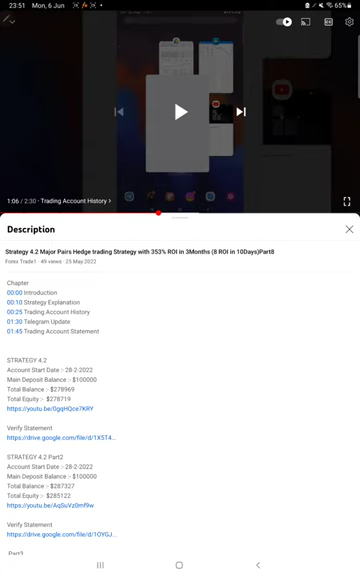 23:51 Mon, 6 Jun
65%
1:06 / 2:30 · Trading Account History >
Description
Strategy 4.2 Major Pairs Hedge trading Strategy with 353% ROI in 3Months (8 ROI in 10Days)Part8
Forex Trade1 · 49 views · 25 May 2022
Chapter
00:00 Introduction
00:10 Strategy Explanation
00:25 Trading Account History
01:30 Telegram Update
01:45 Trading Account Statement
STRATEGY 4.2
Account Start Date :- 28-2-2022
Main Deposit Balance :- $100000
Total Balance :- $278969
Total Equity :- $278719
https://youtu.be/0gqHQce7KRY
Verify Statement
https://drive.google.com/file/d/1X5T4...
STRATEGY 4.2 Part2
Account Start Date :- 28-2-2022
Main Deposit Balance :- $100000
Total Balance :- $287327
Total Equity :- $285122
https://youtu.be/AqSuVz0mf9w
Verify Statement
https://drive.google.com/file/d/1OYGJ...
Part3